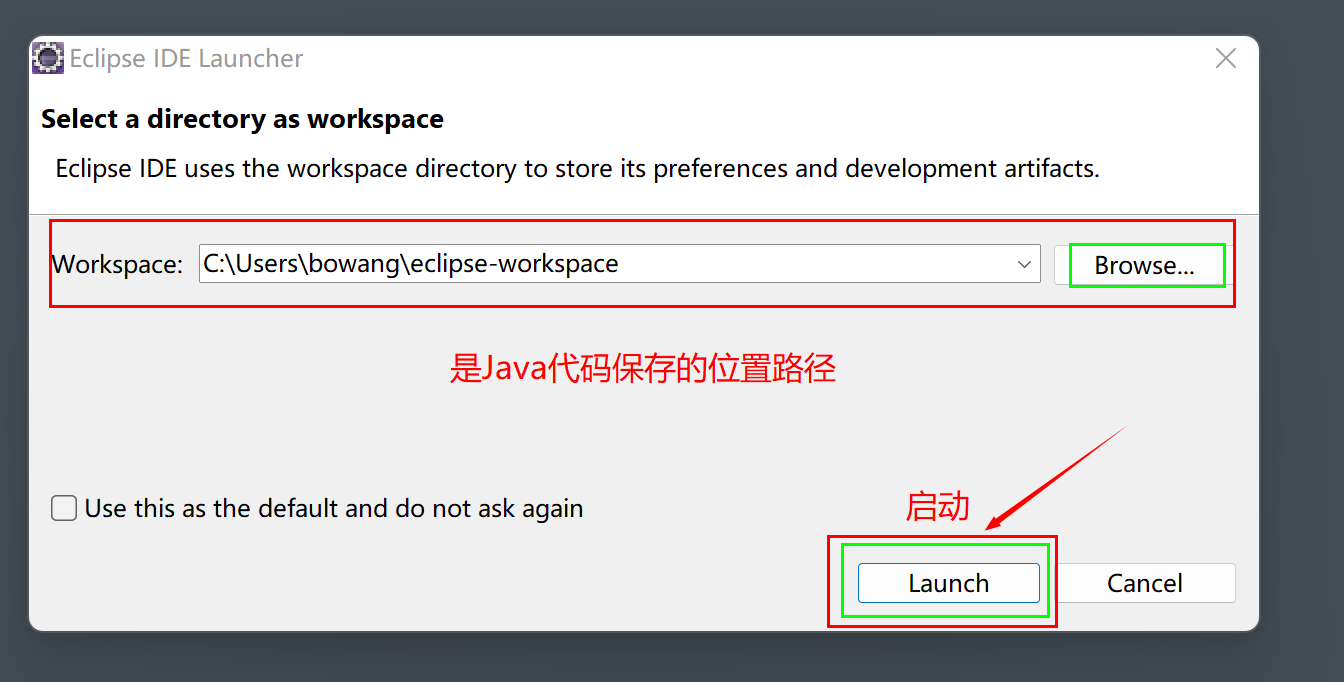 Eclipse IDE Launcher
Select a directory as workspace
Eclipse IDE uses the workspace directory to store its preferences and development artifacts.
Workspace: C:\Users\bowang\eclipse-workspace Browse...
是Java代码保存的位置路径
Use this as the default and do not ask again
启动
Launch Cancel